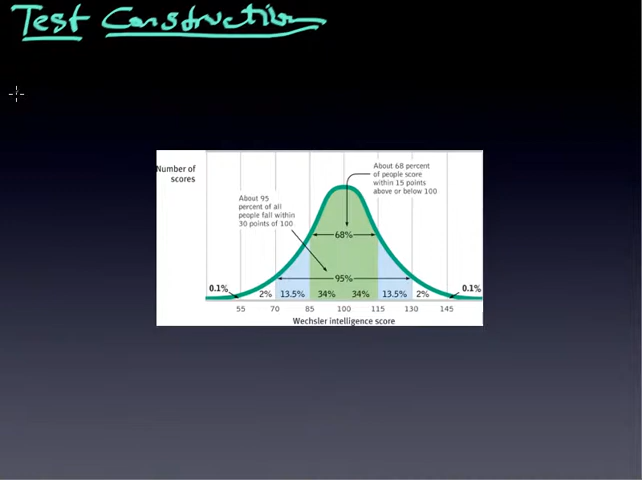 Test Construction
Number of
scores
About 68 percent
of people score
within 15 points
above or below 100
About 95
percent of all
people fall within
30 points of 100
68%
95%
0.1% 2% 13.5% 34% 34% 13.5% 2% 0.1%
55 70 85 100 115 130 145
Wechsler intelligence score